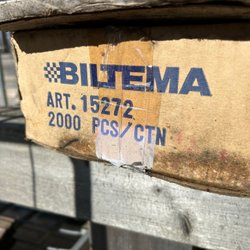 BILTEMA
ART. 15272
2000 PCS/CTN